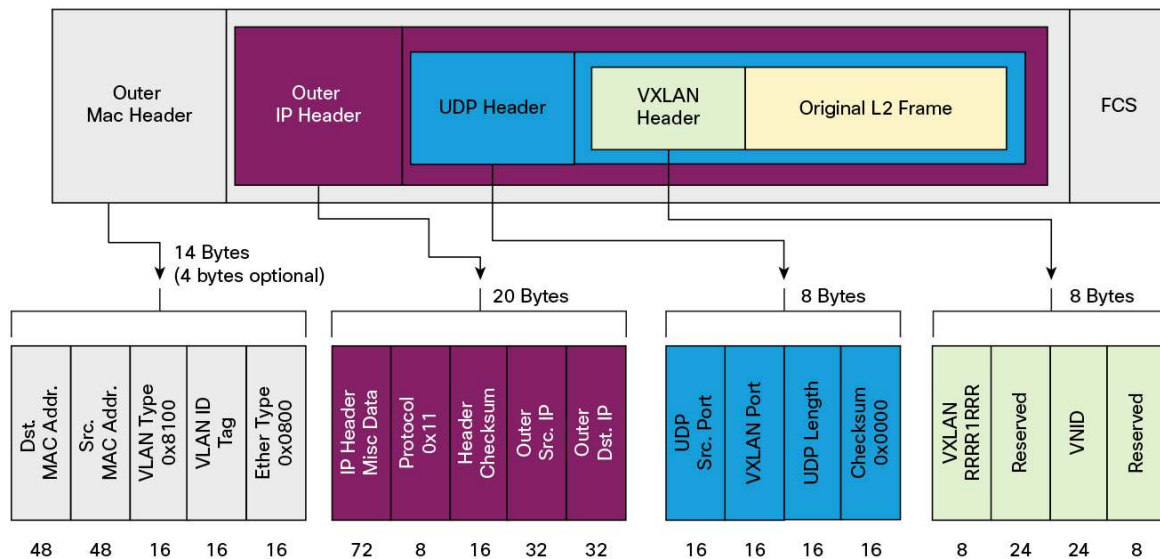 Outer
Mac Header
Outer
IP Header
UDP Header
VXLAN
Header
Original L2 Frame
FCS
14 Bytes
(4 bytes optional)
20 Bytes
8 Bytes
8 Bytes
Dst.
MAC Addr.
Src.
MAC Addr.
VLAN Type
0x8100
VLAN ID
Tag
Ether Type
0x0800
IP Header
Misc Data
Protocol
0x11
Header
Checksum
Outer
Src. IP
Outer
Dst. IP
UDP
Src. Port
VXLAN Port
UDP Length
Checksum
0x0000
VXLAN
RRRR1RRR
Reserved
VNID
Reserved
48 48 16 16 16 72 8 16 32 32 16 16 16 16 8 24 24 8